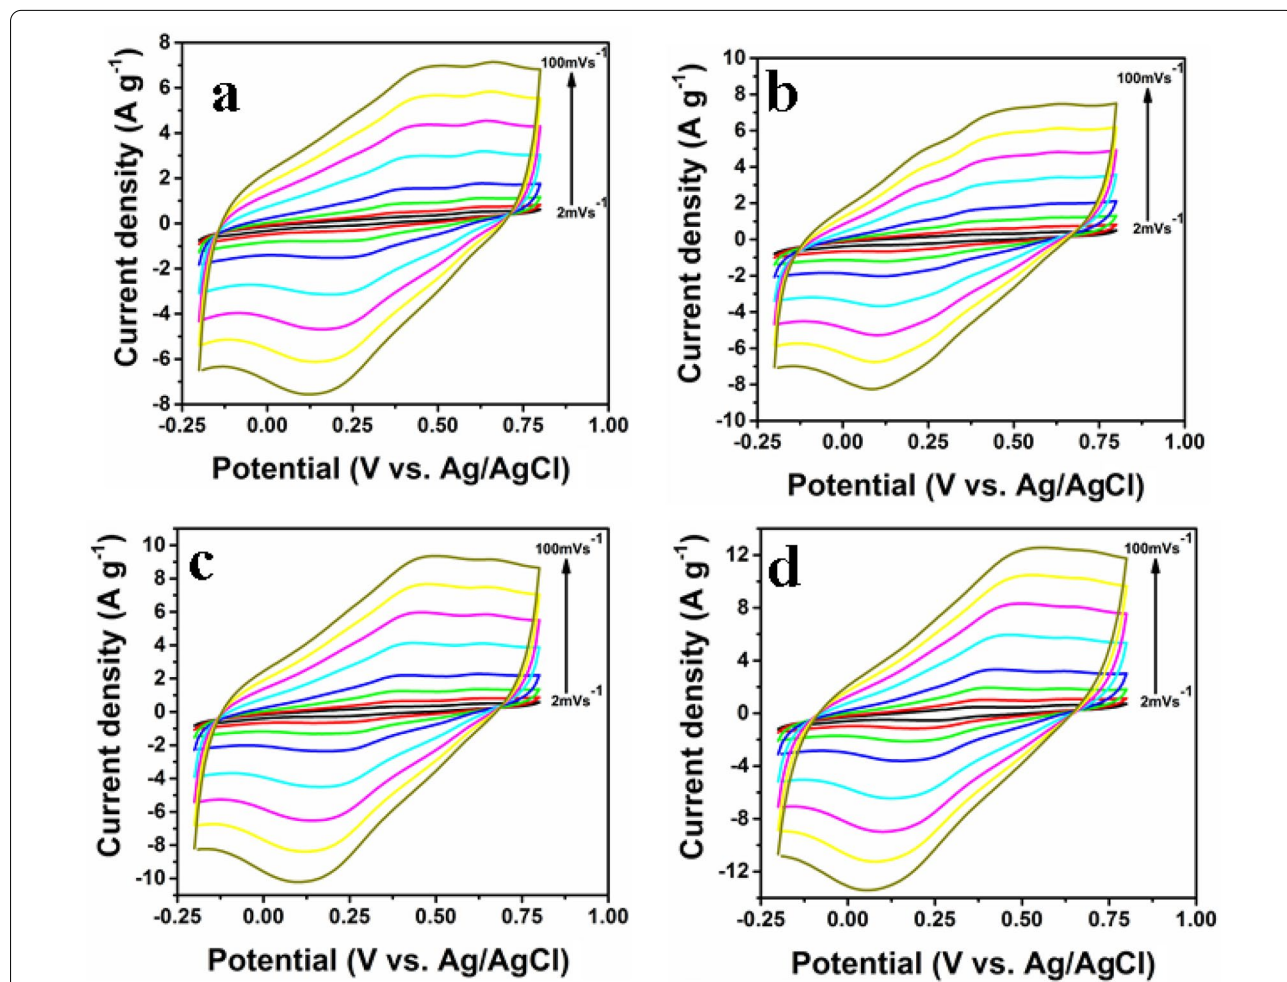 a
8
6
4
2
0
-2
-4
-6
-8
-0.25 0.00 0.25 0.50 0.75 1.00
Current density (A g⁻¹)
Potential (V vs. Ag/AgCl)
100mVs⁻¹
2mVs⁻¹
b
10
8
6
4
2
0
-2
-4
-6
-8
-10
-0.25 0.00 0.25 0.50 0.75 1.00
Current density (A g⁻¹)
Potential (V vs. Ag/AgCl)
100mVs⁻¹
2mVs⁻¹
c
10
8
6
4
2
0
-2
-4
-6
-8
-10
-0.25 0.00 0.25 0.50 0.75 1.00
Current density (A g⁻¹)
Potential (V vs. Ag/AgCl)
100mVs⁻¹
2mVs⁻¹
d
12
8
4
0
-4
-8
-12
-0.25 0.00 0.25 0.50 0.75 1.00
Current density (A g⁻¹)
Potential (V vs. Ag/AgCl)
100mVs⁻¹
2mVs⁻¹